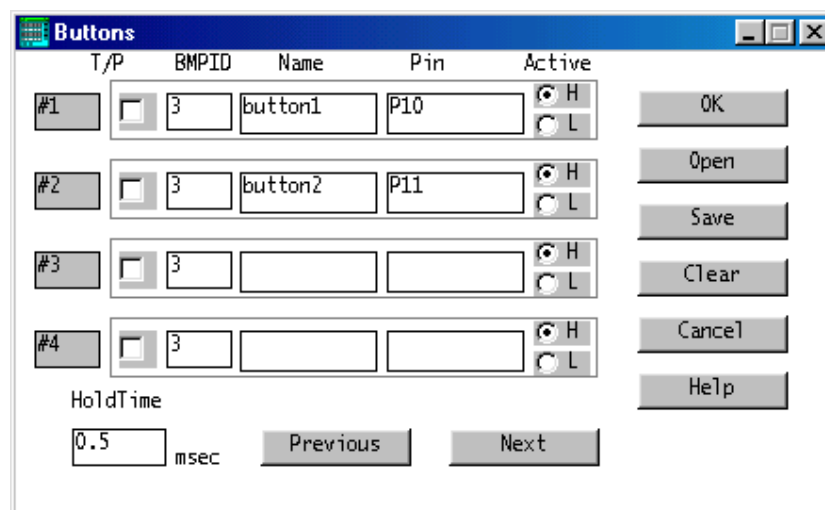 Buttons
T/P BMPID Name Pin Active
#1 3 button1 P10 H
L
OK
#2 3 button2 P11 H
L
Open
Save
#3 3 H
L
Clear
#4 3 H
L
Cancel
Help
HoldTime
0.5 msec Previous Next